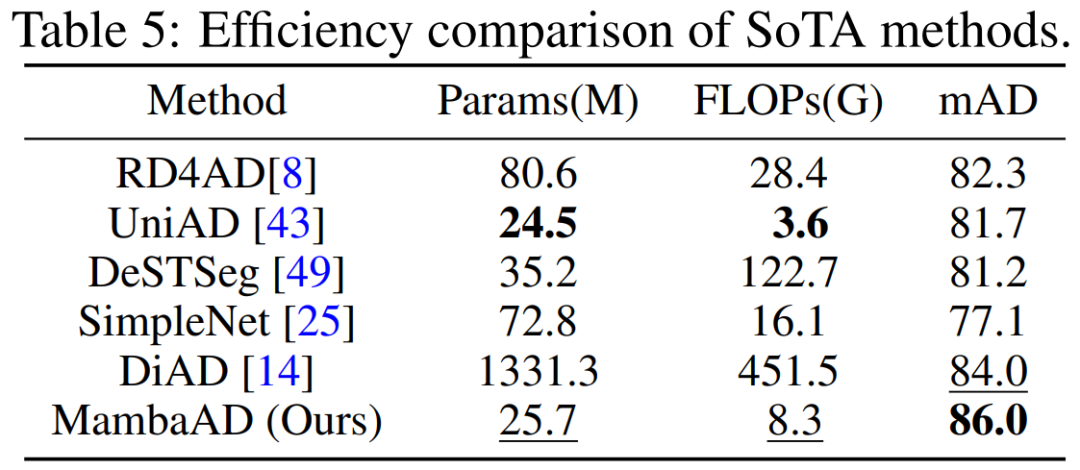 Table 5: Efficiency comparison of SoTA methods.
Method Params(M) FLOPs(G) mAD
RD4AD[8] 80.6 28.4 82.3
UniAD [43] 24.5 3.6 81.7
DeSTSeg [49] 35.2 122.7 81.2
SimpleNet [25] 72.8 16.1 77.1
DiAD [14] 1331.3 451.5 84.0
MambaAD (Ours) 25.7 8.3 86.0